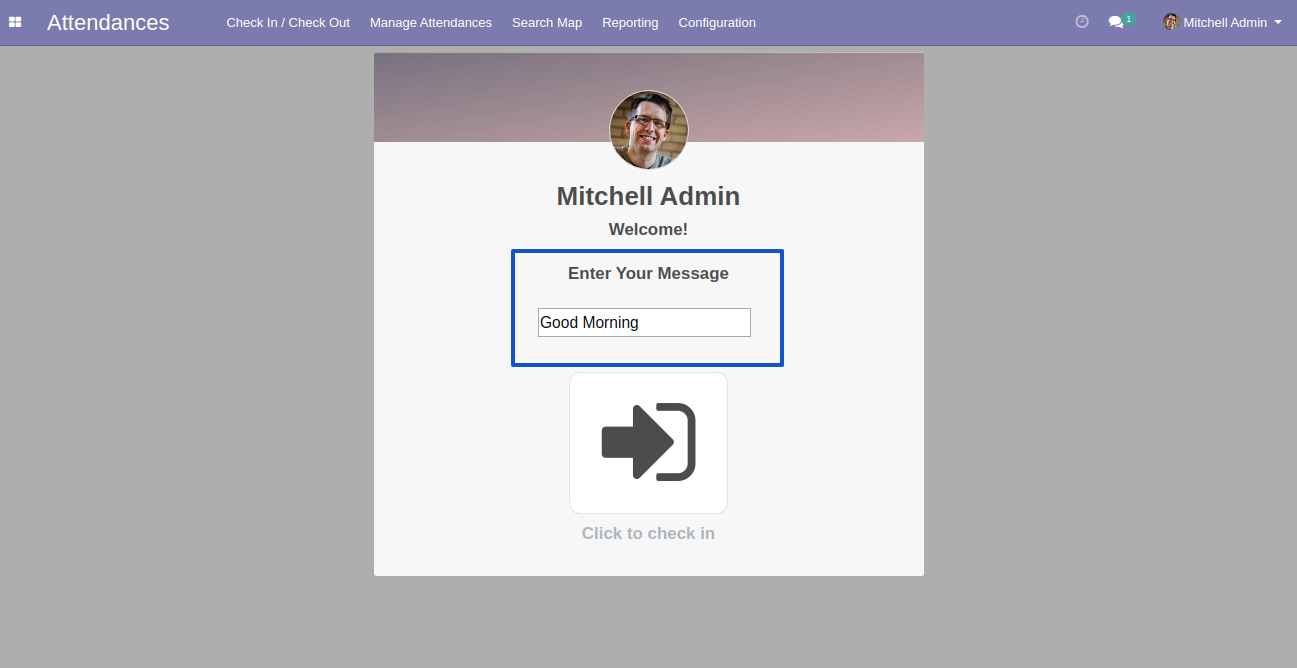 Attendances Check In / Check Out Manage Attendances Search Map Reporting Configuration 1 Mitchell Admin
Mitchell Admin
Welcome!
Enter Your Message
Good Morning
Click to check in